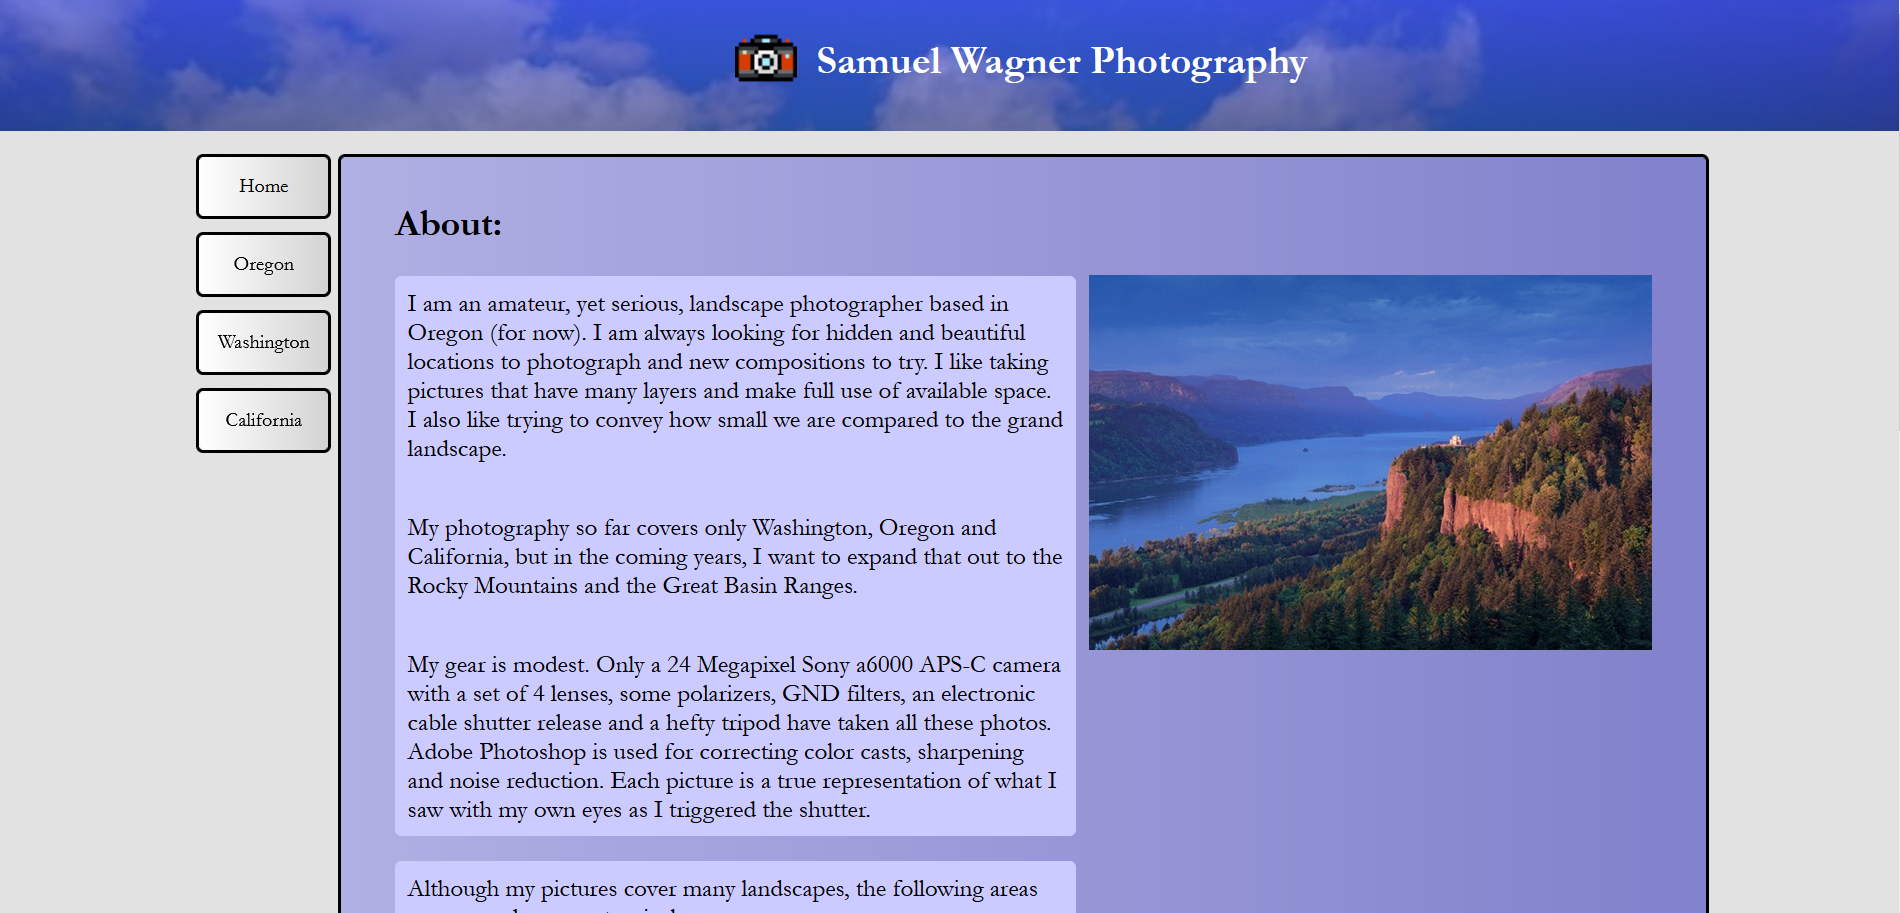 Samuel Wagner Photography
Home
Oregon
Washington
California
About:
I am an amateur, yet serious, landscape photographer based in
Oregon (for now). I am always looking for hidden and beautiful
locations to photograph and new compositions to try. I like taking
pictures that have many layers and make full use of available space.
I also like trying to convey how small we are compared to the grand
landscape.
My photography so far covers only Washington, Oregon and
California, but in the coming years, I want to expand that out to the
Rocky Mountains and the Great Basin Ranges.
My gear is modest. Only a 24 Megapixel Sony a6000 APS-C camera
with a set of 4 lenses, some polarizers, GND filters, an electronic
cable shutter release and a hefty tripod have taken all these photos.
Adobe Photoshop is used for correcting color casts, sharpening
and noise reduction. Each picture is a true representation of what I
saw with my own eyes as I triggered the shutter.
Although my pictures cover many landscapes, the following areas